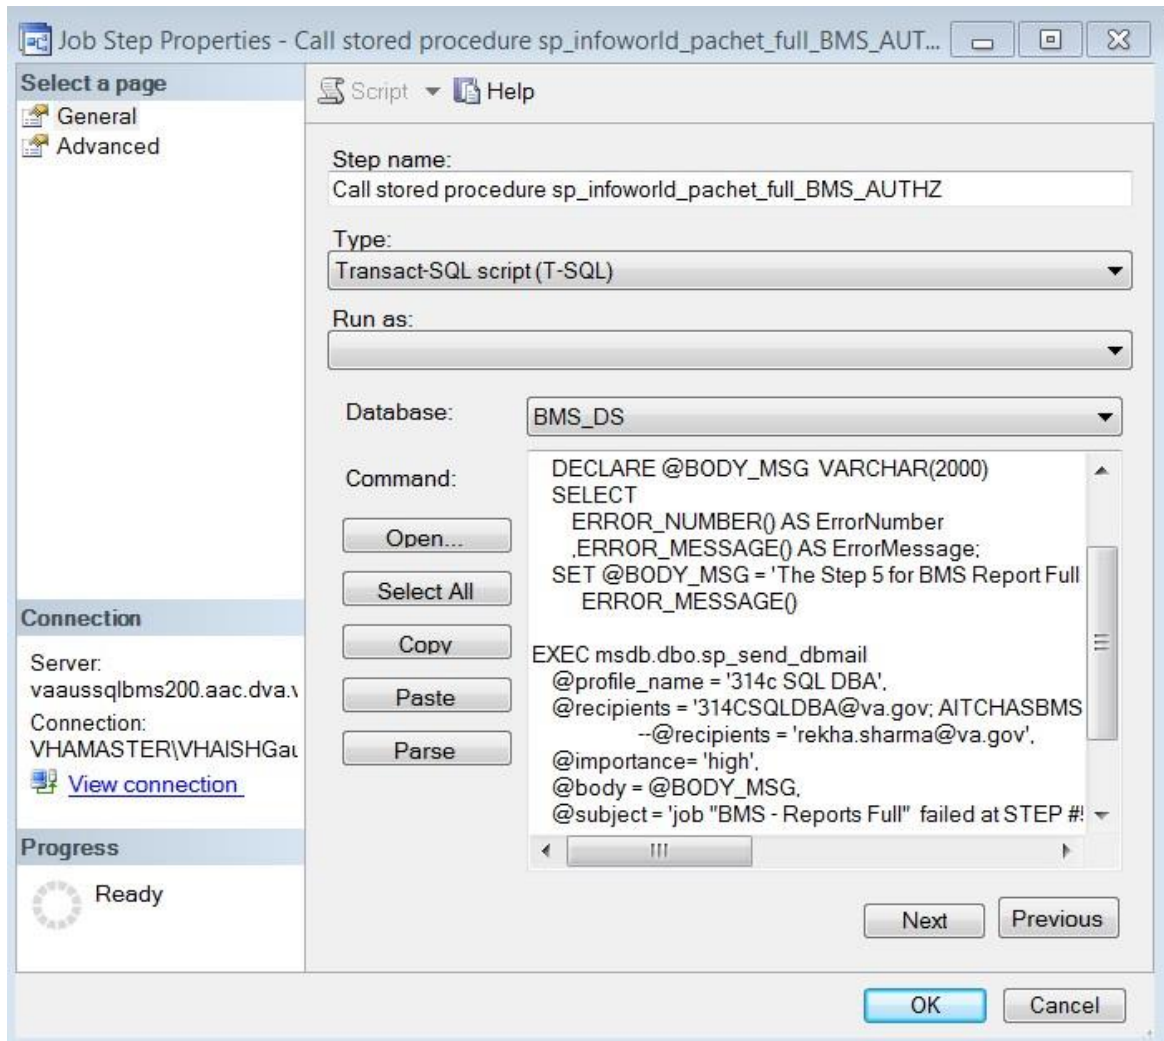 Job Step Properties - Call stored procedure sp_infoworld_pachet_full_BMS_AUT...
Select a page
General
Advanced
Script
Help
Step name:
Call stored procedure sp_infoworld_pachet_full_BMS_AUTHZ
Type:
Transact-SQL script (T-SQL)
Run as:
Database:
BMS_DS
Command:
Open...
Select All
Copy
Paste
Parse
DECLARE @BODY_MSG VARCHAR(2000)
SELECT
ERROR_NUMBER() AS ErrorNumber
,ERROR_MESSAGE() AS ErrorMessage;
SET @BODY_MSG = 'The Step 5 for BMS Report Full
ERROR_MESSAGE()
EXEC msdb.dbo.sp_send_dbmail
@profile_name = '314c SQL DBA',
@recipients = '314CSQLDBA@va.gov; AITCHASBMS
--@recipients = 'rekha.sharma@va.gov',
@importance= 'high',
@body = @BODY_MSG,
@subject = 'job "BMS - Reports Full" failed at STEP #5
Connection
Server:
vaaussqlbms200.aac.dva.v
Connection:
VHAMASTER\VHAISHGau
View connection
Progress
Ready
Next
Previous
OK
Cancel